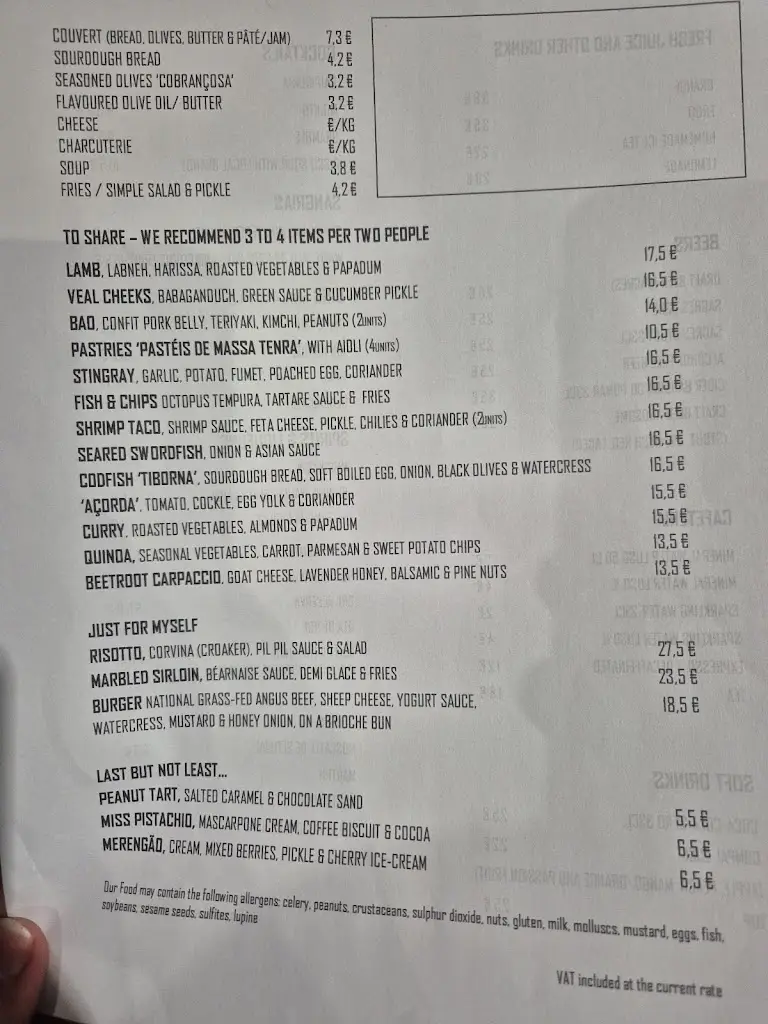 COUVERT (BREAD, OLIVES, BUTTER & PÂTÉ/JAM) 7,3 €
SOURDOUGH BREAD 4,2 €
SEASONED OLIVES 'COBRANÇOSA' 3,2 €
FLAVOURED OLIVE OIL/ BUTTER 3,2 €
CHEESE €/KG
CHARCUTERIE €/KG
SOUP 3,8 €
FRIES / SIMPLE SALAD & PICKLE 4,2 €
TO SHARE – WE RECOMMEND 3 TO 4 ITEMS PER TWO PEOPLE
LAMB, LABNEH, HARISSA, ROASTED VEGETABLES & PAPADUM 17,5 €
VEAL CHEEKS, BABAGANDUCH, GREEN SAUCE & CUCUMBER PICKLE 16,5 €
BAO, CONFIT PORK BELLY, TERIYAKI, KIMCHI, PEANUTS (2UNITS) 14,0 €
PASTRIES 'PASTÉIS DE MASSA TENRA', WITH AIOLI (4UNITS) 10,5 €
STINGRAY, GARLIC, POTATO, FUMET, POACHED EGG, CORIANDER 16,5 €
FISH & CHIPS OCTOPUS TEMPURA, TARTARE SAUCE & FRIES 16,5 €
SHRIMP TACO, SHRIMP SAUCE, FETA CHEESE, PICKLE, CHILIES & CORIANDER (2UNITS) 16,5 €
SEARED SWORDFISH, ONION & ASIAN SAUCE 16,5 €
CODFISH 'TIBORNA', SOURDOUGH BREAD, SOFT BOILED EGG, ONION, BLACK OLIVES & WATERCRESS 16,5 €
'AÇORDA', TOMATO, COCKLE, EGG YOLK & CORIANDER 15,5 €
CURRY, ROASTED VEGETABLES, ALMONDS & PAPADUM 15,5 €
QUINOA, SEASONAL VEGETABLES, CARROT, PARMESAN & SWEET POTATO CHIPS 13,5 €
BEETROOT CARPACCIO, GOAT CHEESE, LAVENDER HONEY, BALSAMIC & PINE NUTS 13,5 €
JUST FOR MYSELF
RISOTTO, CORVINA (CROAKER), PIL PIL SAUCE & SALAD 27,5 €
MARBLED SIRLOIN, BÉARNAISE SAUCE, DEMI GLACE & FRIES 23,5 €
BURGER NATIONAL GRASS-FED ANGUS BEEF, SHEEP CHEESE, YOGURT SAUCE, 18,5 €
WATERCRESS, MUSTARD & HONEY ONION, ON A BRIOCHE BUN
LAST BUT NOT LEAST...
PEANUT TART, SALTED CARAMEL & CHOCOLATE SAND 5,5 €
MISS PISTACHIO, MASCARPONE CREAM, COFFEE BISCUIT & COCOA 6,5 €
MERENGÃO, CREAM, MIXED BERRIES, PICKLE & CHERRY ICE-CREAM 6,5 €
Our Food may contain the following allergens: celery, peanuts, crustaceans, sulphur dioxide, nuts, gluten, milk, molluscs, mustard, eggs, fish,
soybeans, sesame seeds, sulfites, lupine
VAT included at the current rate